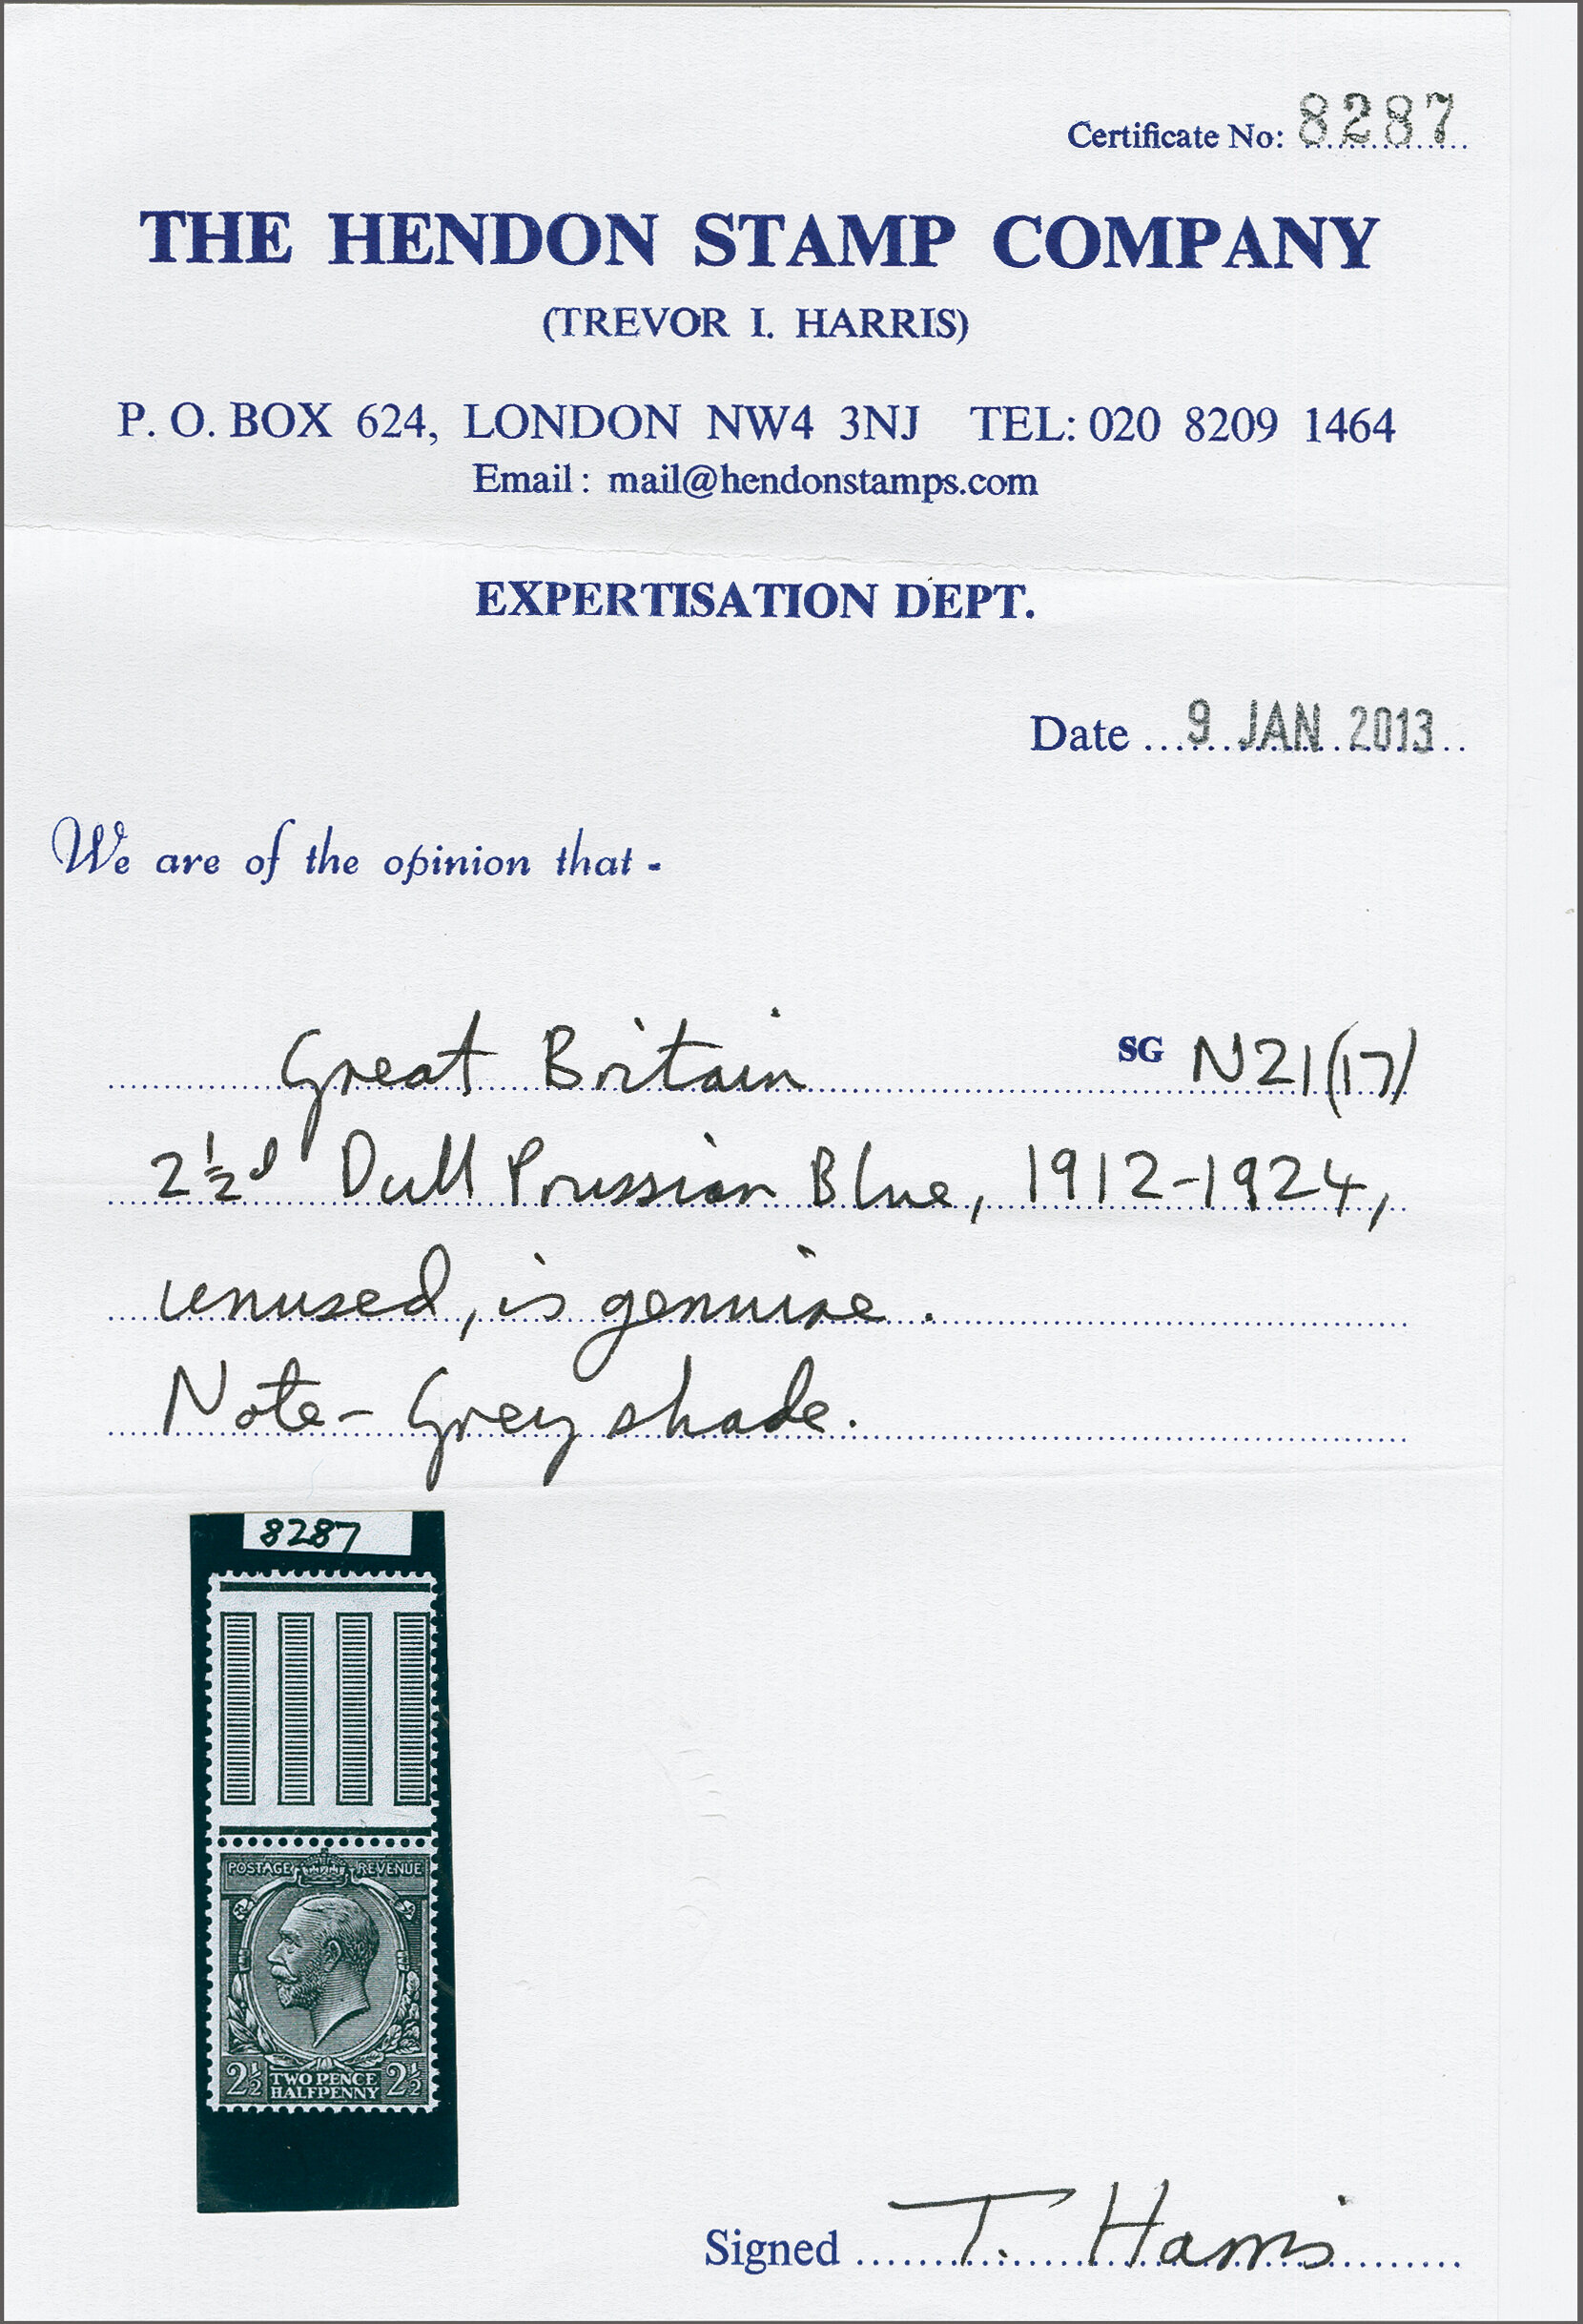 Certificate No: 8287
THE HENDON STAMP COMPANY
(TREVOR I. HARRIS)
P. O. BOX 624, LONDON NW4 3NJ TEL: 020 8209 1464
Email : mail@hendonstamps.com
EXPERTISATION DEPT.
Date 9 JAN 2013
We are of the opinion that -
Great Britain SG N21(17)
2½d Dull Prussian Blue, 1912-1924,
unused, is genuine.
Note - Grey shade.
8287
POSTAGE REVENUE
2½ TWO PENCE HALFPENNY 2½
Signed T. Harris